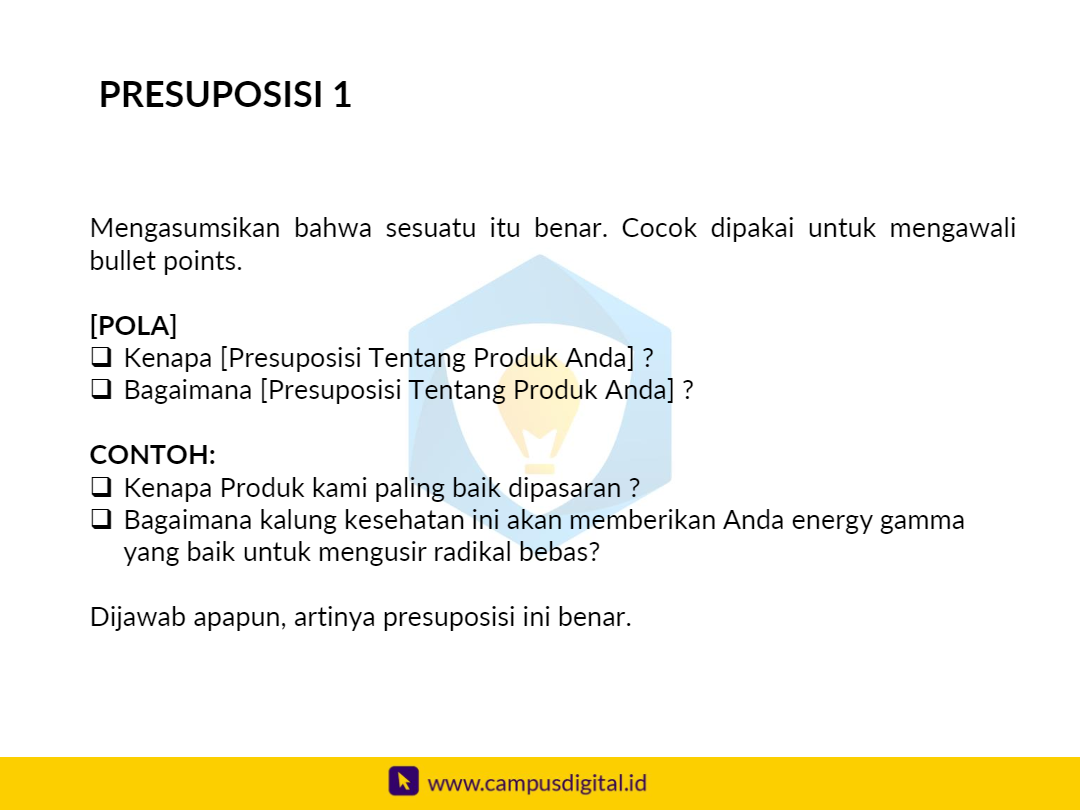 PRESUPOSISI 1
Mengasumsikan bahwa sesuatu itu benar. Cocok dipakai untuk mengawali
bullet points.
[POLA]
❑ Kenapa [Presuposisi Tentang Produk Anda] ?
❑ Bagaimana [Presuposisi Tentang Produk Anda] ?
CONTOH:
❑ Kenapa Produk kami paling baik dipasaran ?
❑ Bagaimana kalung kesehatan ini akan memberikan Anda energy gamma
yang baik untuk mengusir radikal bebas?
Dijawab apapun, artinya presuposisi ini benar.
www.campusdigital.id